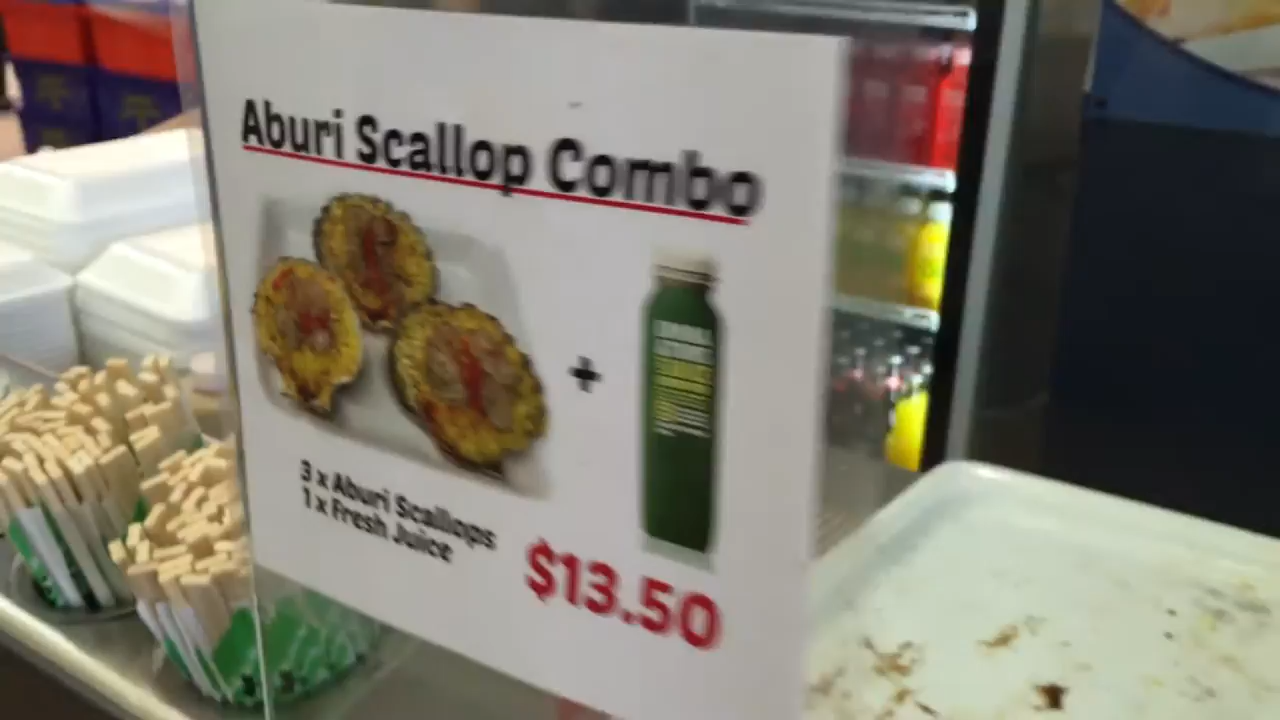 Aburi Scallop Combo
+
3 x Aburi Scallops
1 x Fresh Juice
$13.50